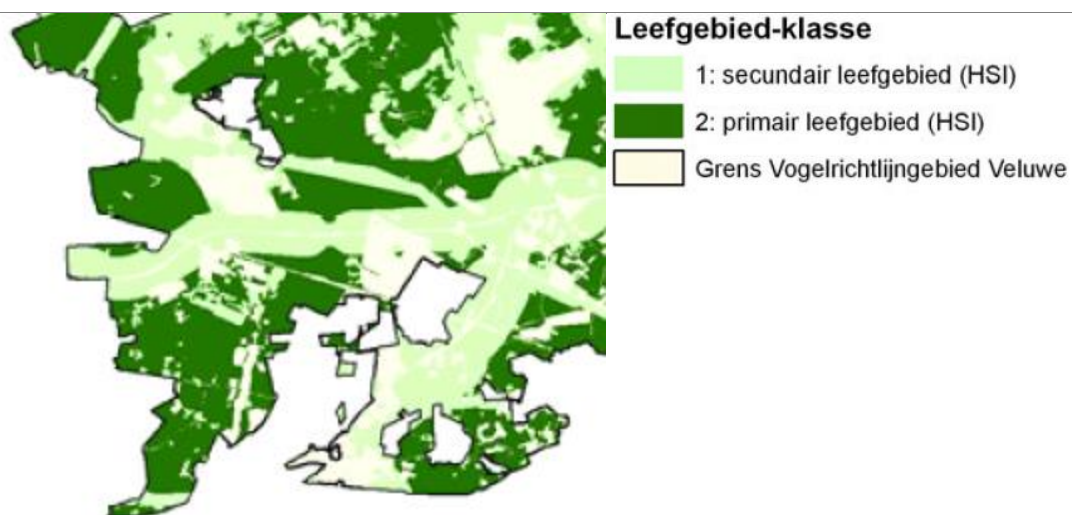 Leefgebied-klasse
1: secundair leefgebied (HSI)
2: primair leefgebied (HSI)
Grens Vogelrichtlijngebied Veluwe